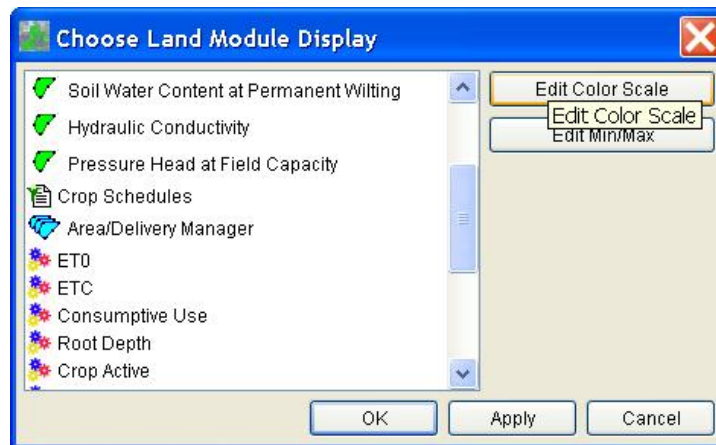 Choose Land Module Display
Soil Water Content at Permanent Wilting
Hydraulic Conductivity
Pressure Head at Field Capacity
Crop Schedules
Area/Delivery Manager
ET0
ETC
Consumptive Use
Root Depth
Crop Active
Edit Color Scale
Edit Color Scale
Edit Min/Max
OK
Apply
Cancel